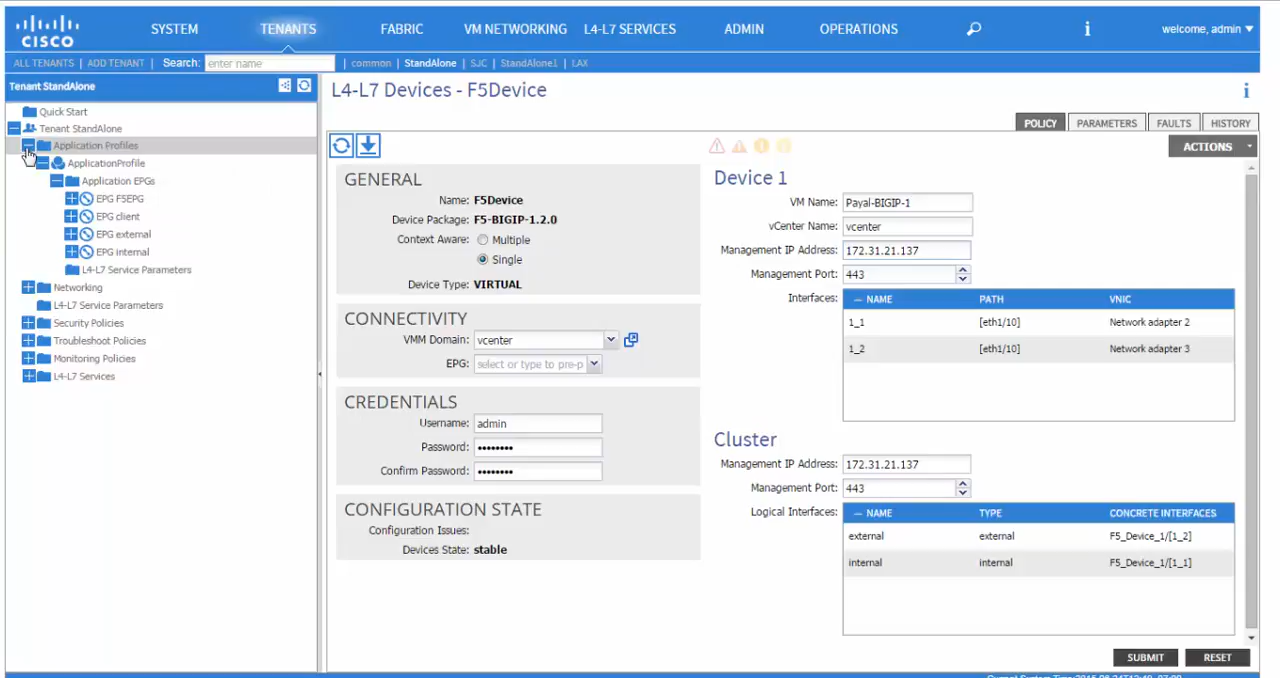 CISCO
SYSTEM TENANTS FABRIC VM NETWORKING L4-L7 SERVICES ADMIN OPERATIONS welcome, admin
ALL TENANTS | ADD TENANT | Search: enter name | common | StandAlone | SJC | StandAlone1 | LAX
Tenant StandAlone
Quick Start
Tenant StandAlone
Application Profiles
ApplicationProfile
Application EPGs
EPG F5EPG
EPG client
EPG external
EPG internal
L4-L7 Service Parameters
Networking
L4-L7 Service Parameters
Security Policies
Troubleshoot Policies
Monitoring Policies
L4-L7 Services
L4-L7 Devices - F5Device
i
POLICY PARAMETERS FAULTS HISTORY
ACTIONS
GENERAL
Name: F5Device
Device Package: F5-BIGIP-1.2.0
Context Aware: Multiple
Single
Device Type: VIRTUAL
CONNECTIVITY
VMM Domain: vcenter
EPG: select or type to pre-p
CREDENTIALS
Username: admin
Password: ••••••••
Confirm Password: ••••••••
CONFIGURATION STATE
Configuration Issues:
Devices State: stable
Device 1
VM Name: Payal-BIGIP-1
vCenter Name: vcenter
Management IP Address: 172.31.21.137
Management Port: 443
Interfaces: NAME PATH VNIC
1_1 [eth1/10] Network adapter 2
1_2 [eth1/10] Network adapter 3
Cluster
Management IP Address: 172.31.21.137
Management Port: 443
Logical Interfaces: NAME TYPE CONCRETE INTERFACES
external external F5_Device_1/[1_2]
internal internal F5_Device_1/[1_1]
SUBMIT RESET